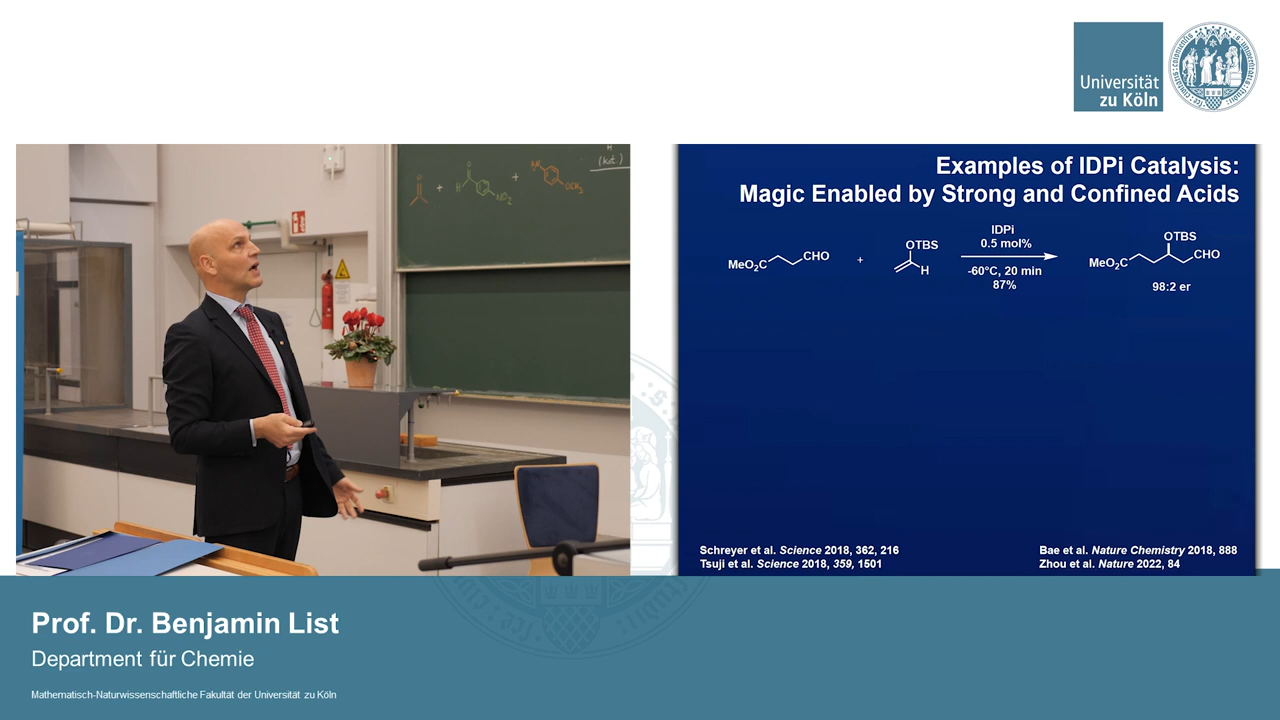 Universität
zu Köln
H
(kat.)
+
H
NO2
+
OCH3
Examples of IDPi Catalysis:
Magic Enabled by Strong and Confined Acids
MeO2C
CHO
+
OTBS
H
IDPi
0.5 mol%
-60°C, 20 min
87%
OTBS
MeO2C
CHO
98:2 er
Schreyer et al. Science 2018, 362, 216
Tsuji et al. Science 2018, 359, 1501
Bae et al. Nature Chemistry 2018, 888
Zhou et al. Nature 2022, 84
Prof. Dr. Benjamin List
Department für Chemie
Mathematisch-Naturwissenschaftliche Fakultät der Universität zu Köln